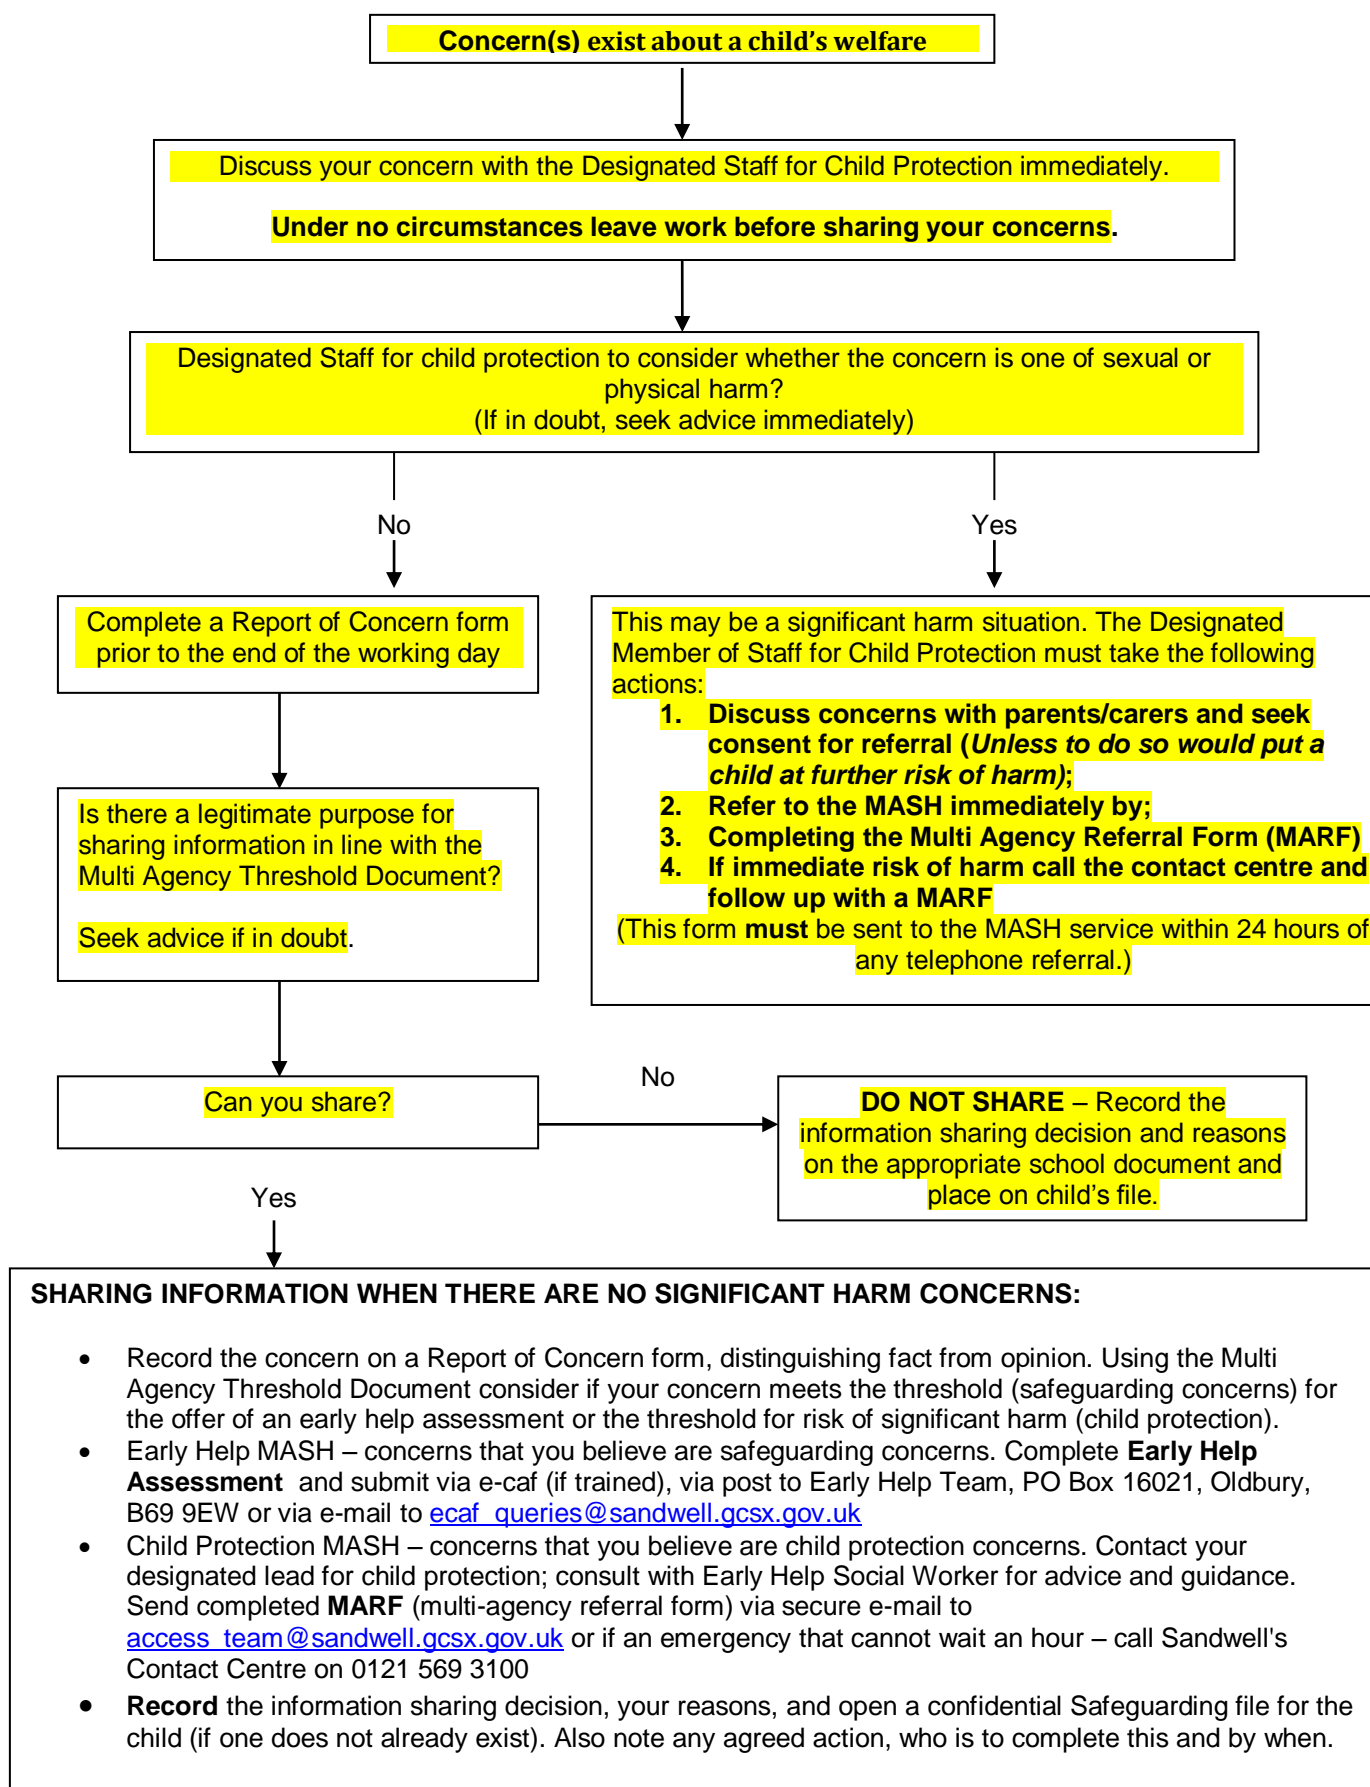 Concern(s) exist about a child’s welfare
Discuss your concern with the Designated Staff for Child Protection immediately.
Under no circumstances leave work before sharing your concerns.
Designated Staff for child protection to consider whether the concern is one of sexual or
physical harm?
(If in doubt, seek advice immediately)
No
Yes
Complete a Report of Concern form
prior to the end of the working day
This may be a significant harm situation. The Designated
Member of Staff for Child Protection must take the following
actions:
1. Discuss concerns with parents/carers and seek
consent for referral (Unless to do so would put a
child at further risk of harm);
2. Refer to the MASH immediately by;
3. Completing the Multi Agency Referral Form (MARF)
4. If immediate risk of harm call the contact centre and
follow up with a MARF
(This form must be sent to the MASH service within 24 hours of
any telephone referral.)
Is there a legitimate purpose for
sharing information in line with the
Multi Agency Threshold Document?
Seek advice if in doubt.
Can you share?
No
DO NOT SHARE – Record the
information sharing decision and reasons
on the appropriate school document and
place on child’s file.
Yes
SHARING INFORMATION WHEN THERE ARE NO SIGNIFICANT HARM CONCERNS:
• Record the concern on a Report of Concern form, distinguishing fact from opinion. Using the Multi
Agency Threshold Document consider if your concern meets the threshold (safeguarding concerns) for
the offer of an early help assessment or the threshold for risk of significant harm (child protection).
• Early Help MASH – concerns that you believe are safeguarding concerns. Complete Early Help
Assessment and submit via e-caf (if trained), via post to Early Help Team, PO Box 16021, Oldbury,
B69 9EW or via e-mail to ecaf_queries@sandwell.gcsx.gov.uk
• Child Protection MASH – concerns that you believe are child protection concerns. Contact your
designated lead for child protection; consult with Early Help Social Worker for advice and guidance.
Send completed MARF (multi-agency referral form) via secure e-mail to
access_team@sandwell.gcsx.gov.uk or if an emergency that cannot wait an hour – call Sandwell's
Contact Centre on 0121 569 3100
• Record the information sharing decision, your reasons, and open a confidential Safeguarding file for the
child (if one does not already exist). Also note any agreed action, who is to complete this and by when.